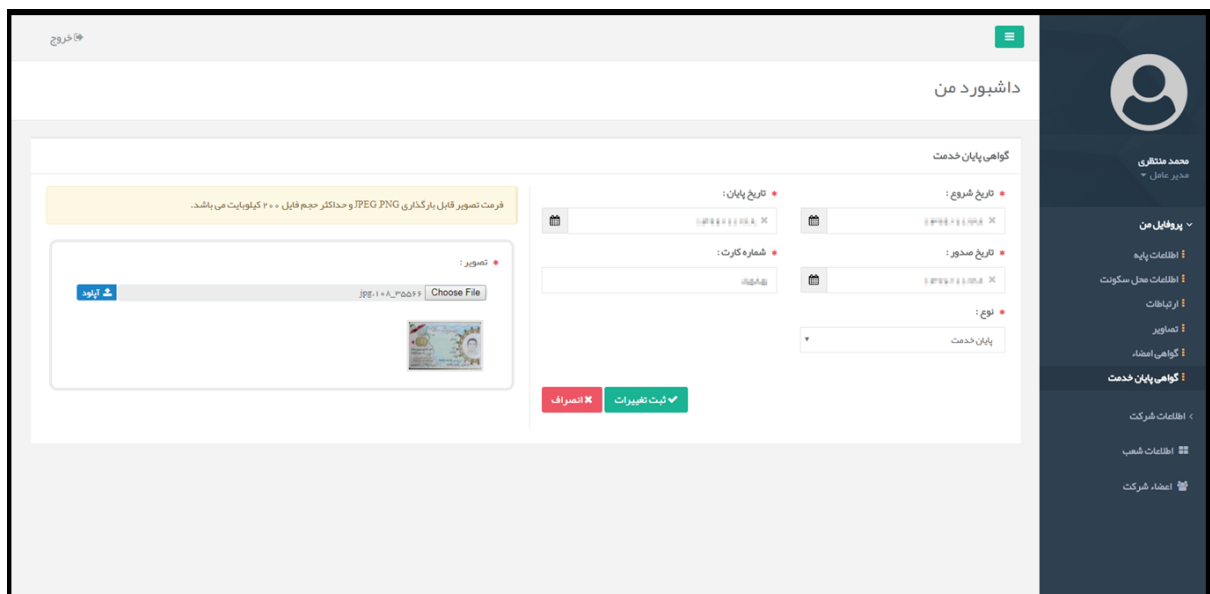 خروج
داشبورد من
گواهی پایان خدمت
* تاریخ شروع :
* تاریخ پایان :
* تاریخ صدور :
* شماره کارت :
* نوع :
پایان خدمت
ثبت تغییرات
انصراف
فرمت تصویر قابل بارگذاری JPEG PNG و حداکثر حجم فایل ۲۰۰ کیلوبایت می باشد.
* تصویر :
Choose File
۱۰۸_۳۵۵۶۶.jpg
آپلود
محمد منتظری
مدیر عامل
پروفایل من
اطلاعات پایه
اطلاعات محل سکونت
ارتباطات
تصاویر
گواهی امضاء
گواهی پایان خدمت
اطلاعات شرکت
اطلاعات شعب
اعضاء شرکت